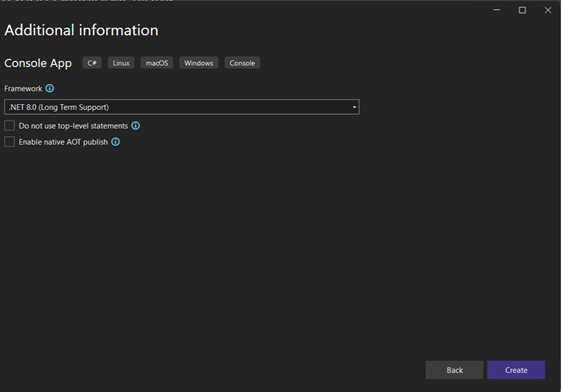 Additional information
Console App C# Linux macOS Windows Console
Framework
.NET 8.0 (Long Term Support)
Do not use top-level statements
Enable native AOT publish
Back Create